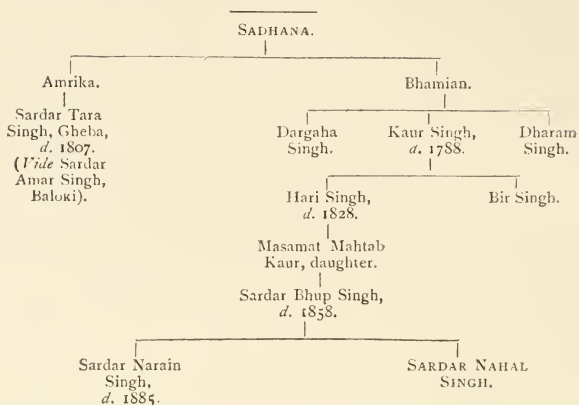 SADHANA.
Amrika.
Bhamian.
Sardar Tara
Singh, Gheba,
d. 1807.
(Vide Sardar
Amar Singh,
Baloki).
Dargaha
Singh.
Kaur Singh,
d. 1788.
Dharam
Singh.
Hari Singh,
d. 1828.
Bir Singh.
Masamat Mahtab
Kaur, daughter.
Sardar Bhup Singh,
d. 1858.
Sardar Narain
Singh,
d. 1885.
SARDAR NAHAL
SINGH.